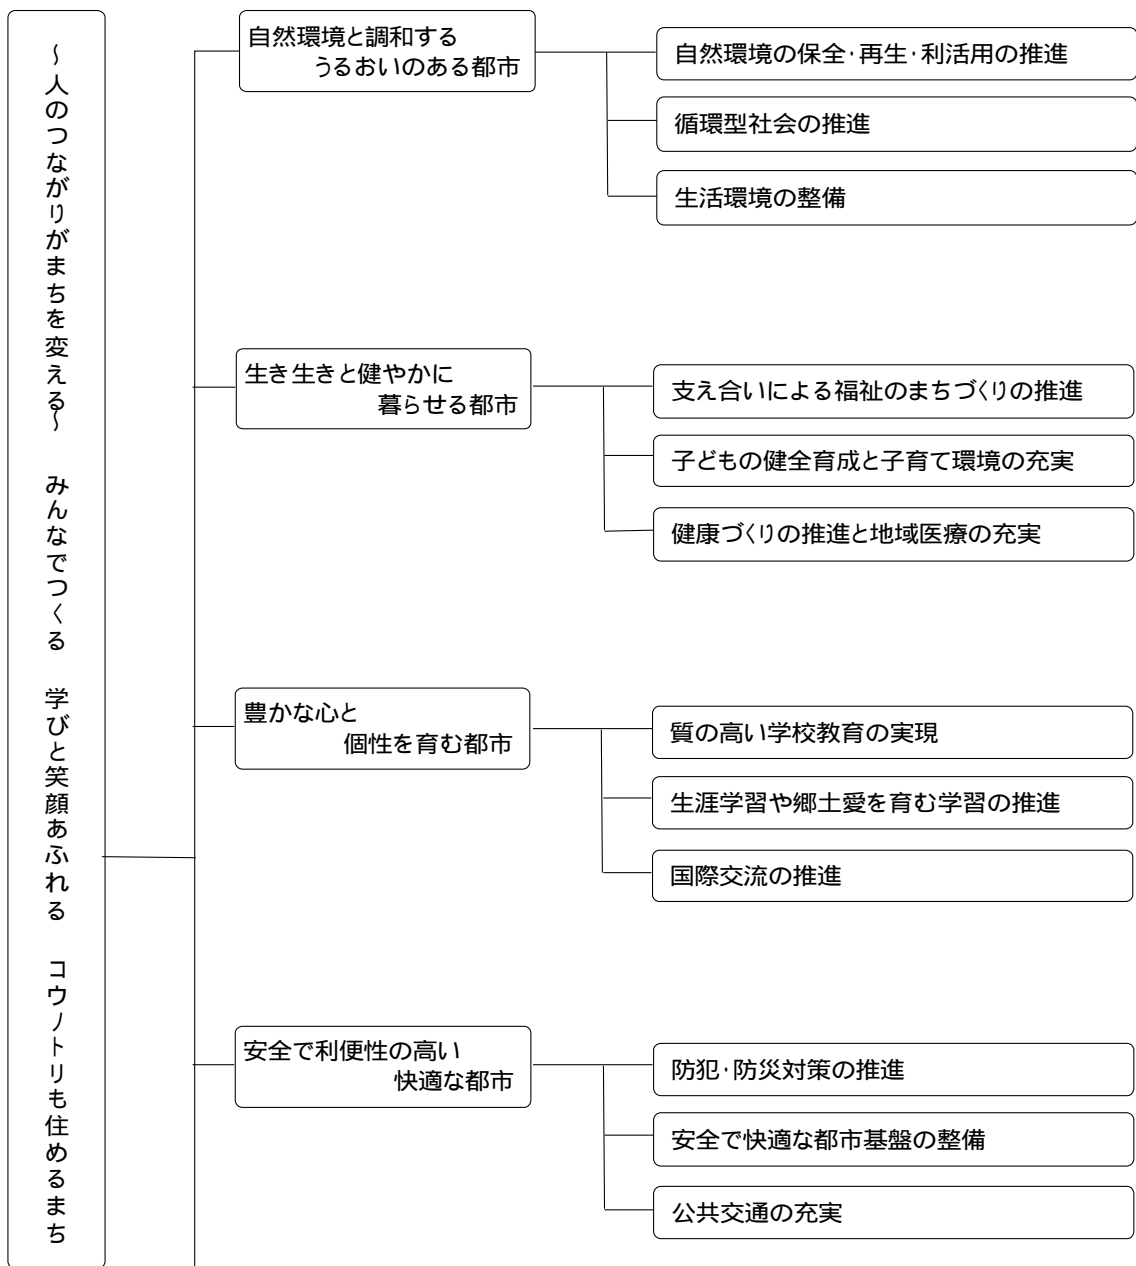 ～人のつながりがまちを変える～　みんなでつくる　学びと笑顔あふれる　コウノトリも住めるまち
自然環境と調和する
うるおいのある都市
自然環境の保全・再生・利活用の推進
循環型社会の推進
生活環境の整備
生き生きと健やかに
暮らせる都市
支え合いによる福祉のまちづくりの推進
子どもの健全育成と子育て環境の充実
健康づくりの推進と地域医療の充実
豊かな心と
個性を育む都市
質の高い学校教育の実現
生涯学習や郷土愛を育む学習の推進
国際交流の推進
安全で利便性の高い
快適な都市
防犯・防災対策の推進
安全で快適な都市基盤の整備
公共交通の充実